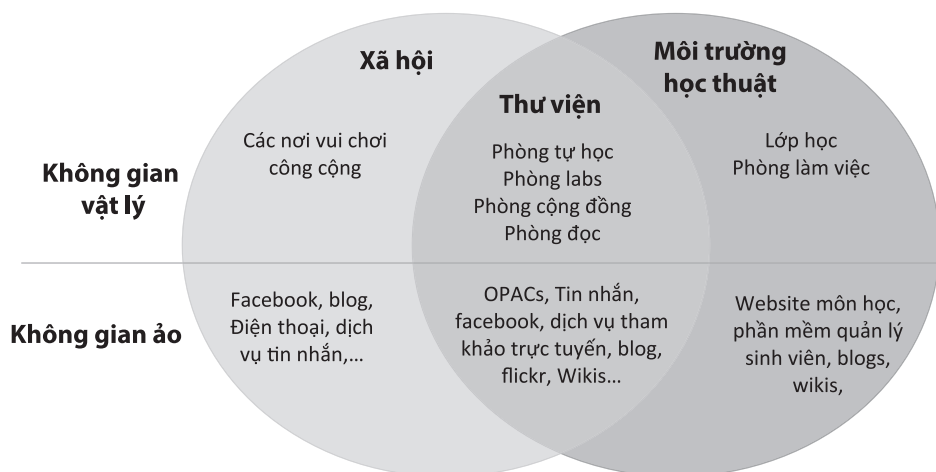 Xã hội
Môi trường
học thuật
Thư viện
Không gian
vật lý
Các nơi vui chơi
công cộng
Phòng tự học
Phòng labs
Phòng cộng đồng
Phòng đọc
Lớp học
Phòng làm việc
Không gian ảo
Facebook, blog,
Điện thoại, dịch
vụ tin nhắn,...
OPACs, Tin nhắn,
facebook, dịch vụ tham
khảo trực tuyến, blog,
flickr, Wikis...
Website môn học,
phần mềm quản lý
sinh viên, blogs,
wikis,